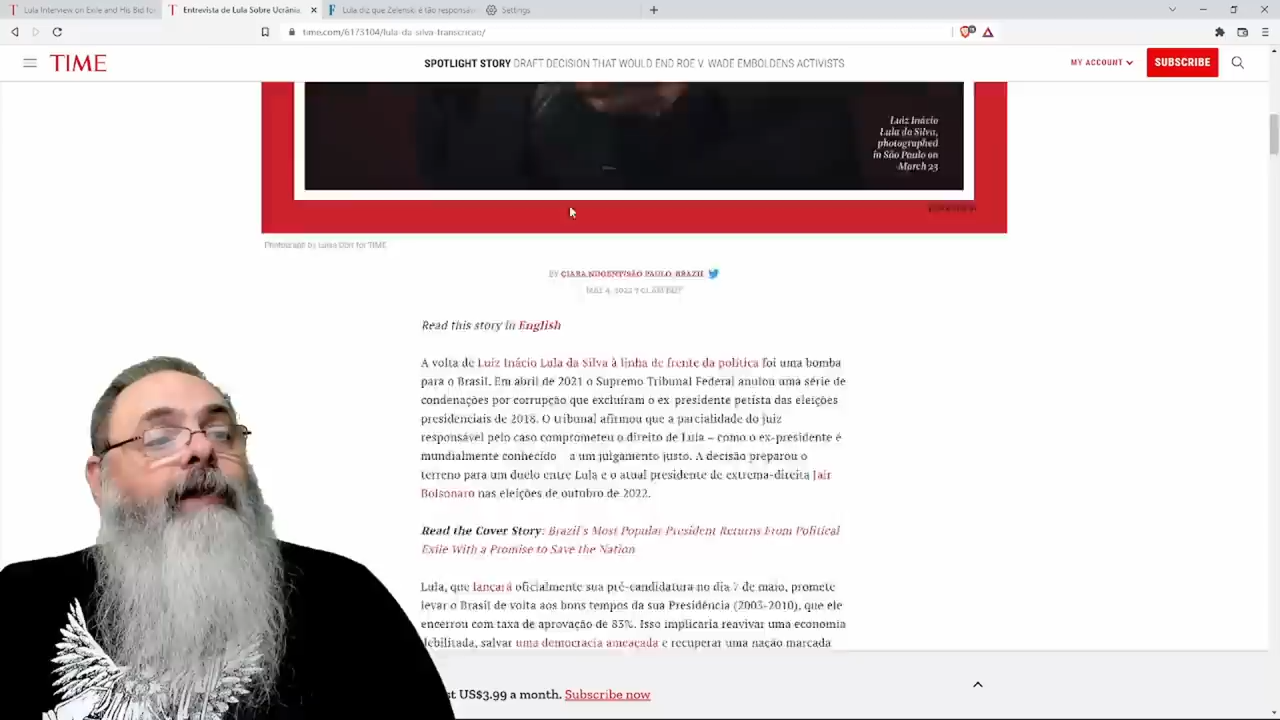 Lula Interview on Exile and His Bid for
Entrevista de Lula Sobre Ucrânia,
Lula diz que Zelenski é tão responsáv
Settings
time.com/6173104/lula-da-silva-transcricao/
TIME
SPOTLIGHT STORY DRAFT DECISION THAT WOULD END ROE V. WADE EMBOLDENS ACTIVISTS
MY ACCOUNT
SUBSCRIBE
Luiz Inácio
Lula da Silva,
photographed
in São Paulo on
March 23
Photograph by Luisa Dörr for TIME
BY CIARA NUGENT/SÃO PAULO, BRAZIL
MAY 4, 2022 7 EDT
Read this story in English
A volta de Luiz Inácio Lula da Silva à linha de frente da política foi uma bomba
para o Brasil. Em abril de 2021 o Supremo Tribunal Federal anulou uma série de
condenações por corrupção que excluíram o ex presidente petista das eleições
presidenciais de 2018. O tribunal afirmou que a parcialidade do juiz
responsável pelo caso comprometeu o direito de Lula – como o ex-presidente é
mundialmente conhecido a um julgamento justo. A decisão preparou o
terreno para um duelo entre Lula e o atual presidente de extrema-direita Jair
Bolsonaro nas eleições de outubro de 2022.
Read the Cover Story: Brazil's Most Popular President Returns From Political
Exile With a Promise to Save the Nation
Lula, que lançará oficialmente sua pré-candidatura no dia 7 de maio, promete
levar o Brasil de volta aos bons tempos da sua Presidência (2003-2010), que ele
encerrou com taxa de aprovação de 83%. Isso implicaria reavivar uma economia
debilitada, salvar uma democracia ameaçada e recuperar uma nação marcada
st US$3.99 a month. Subscribe now